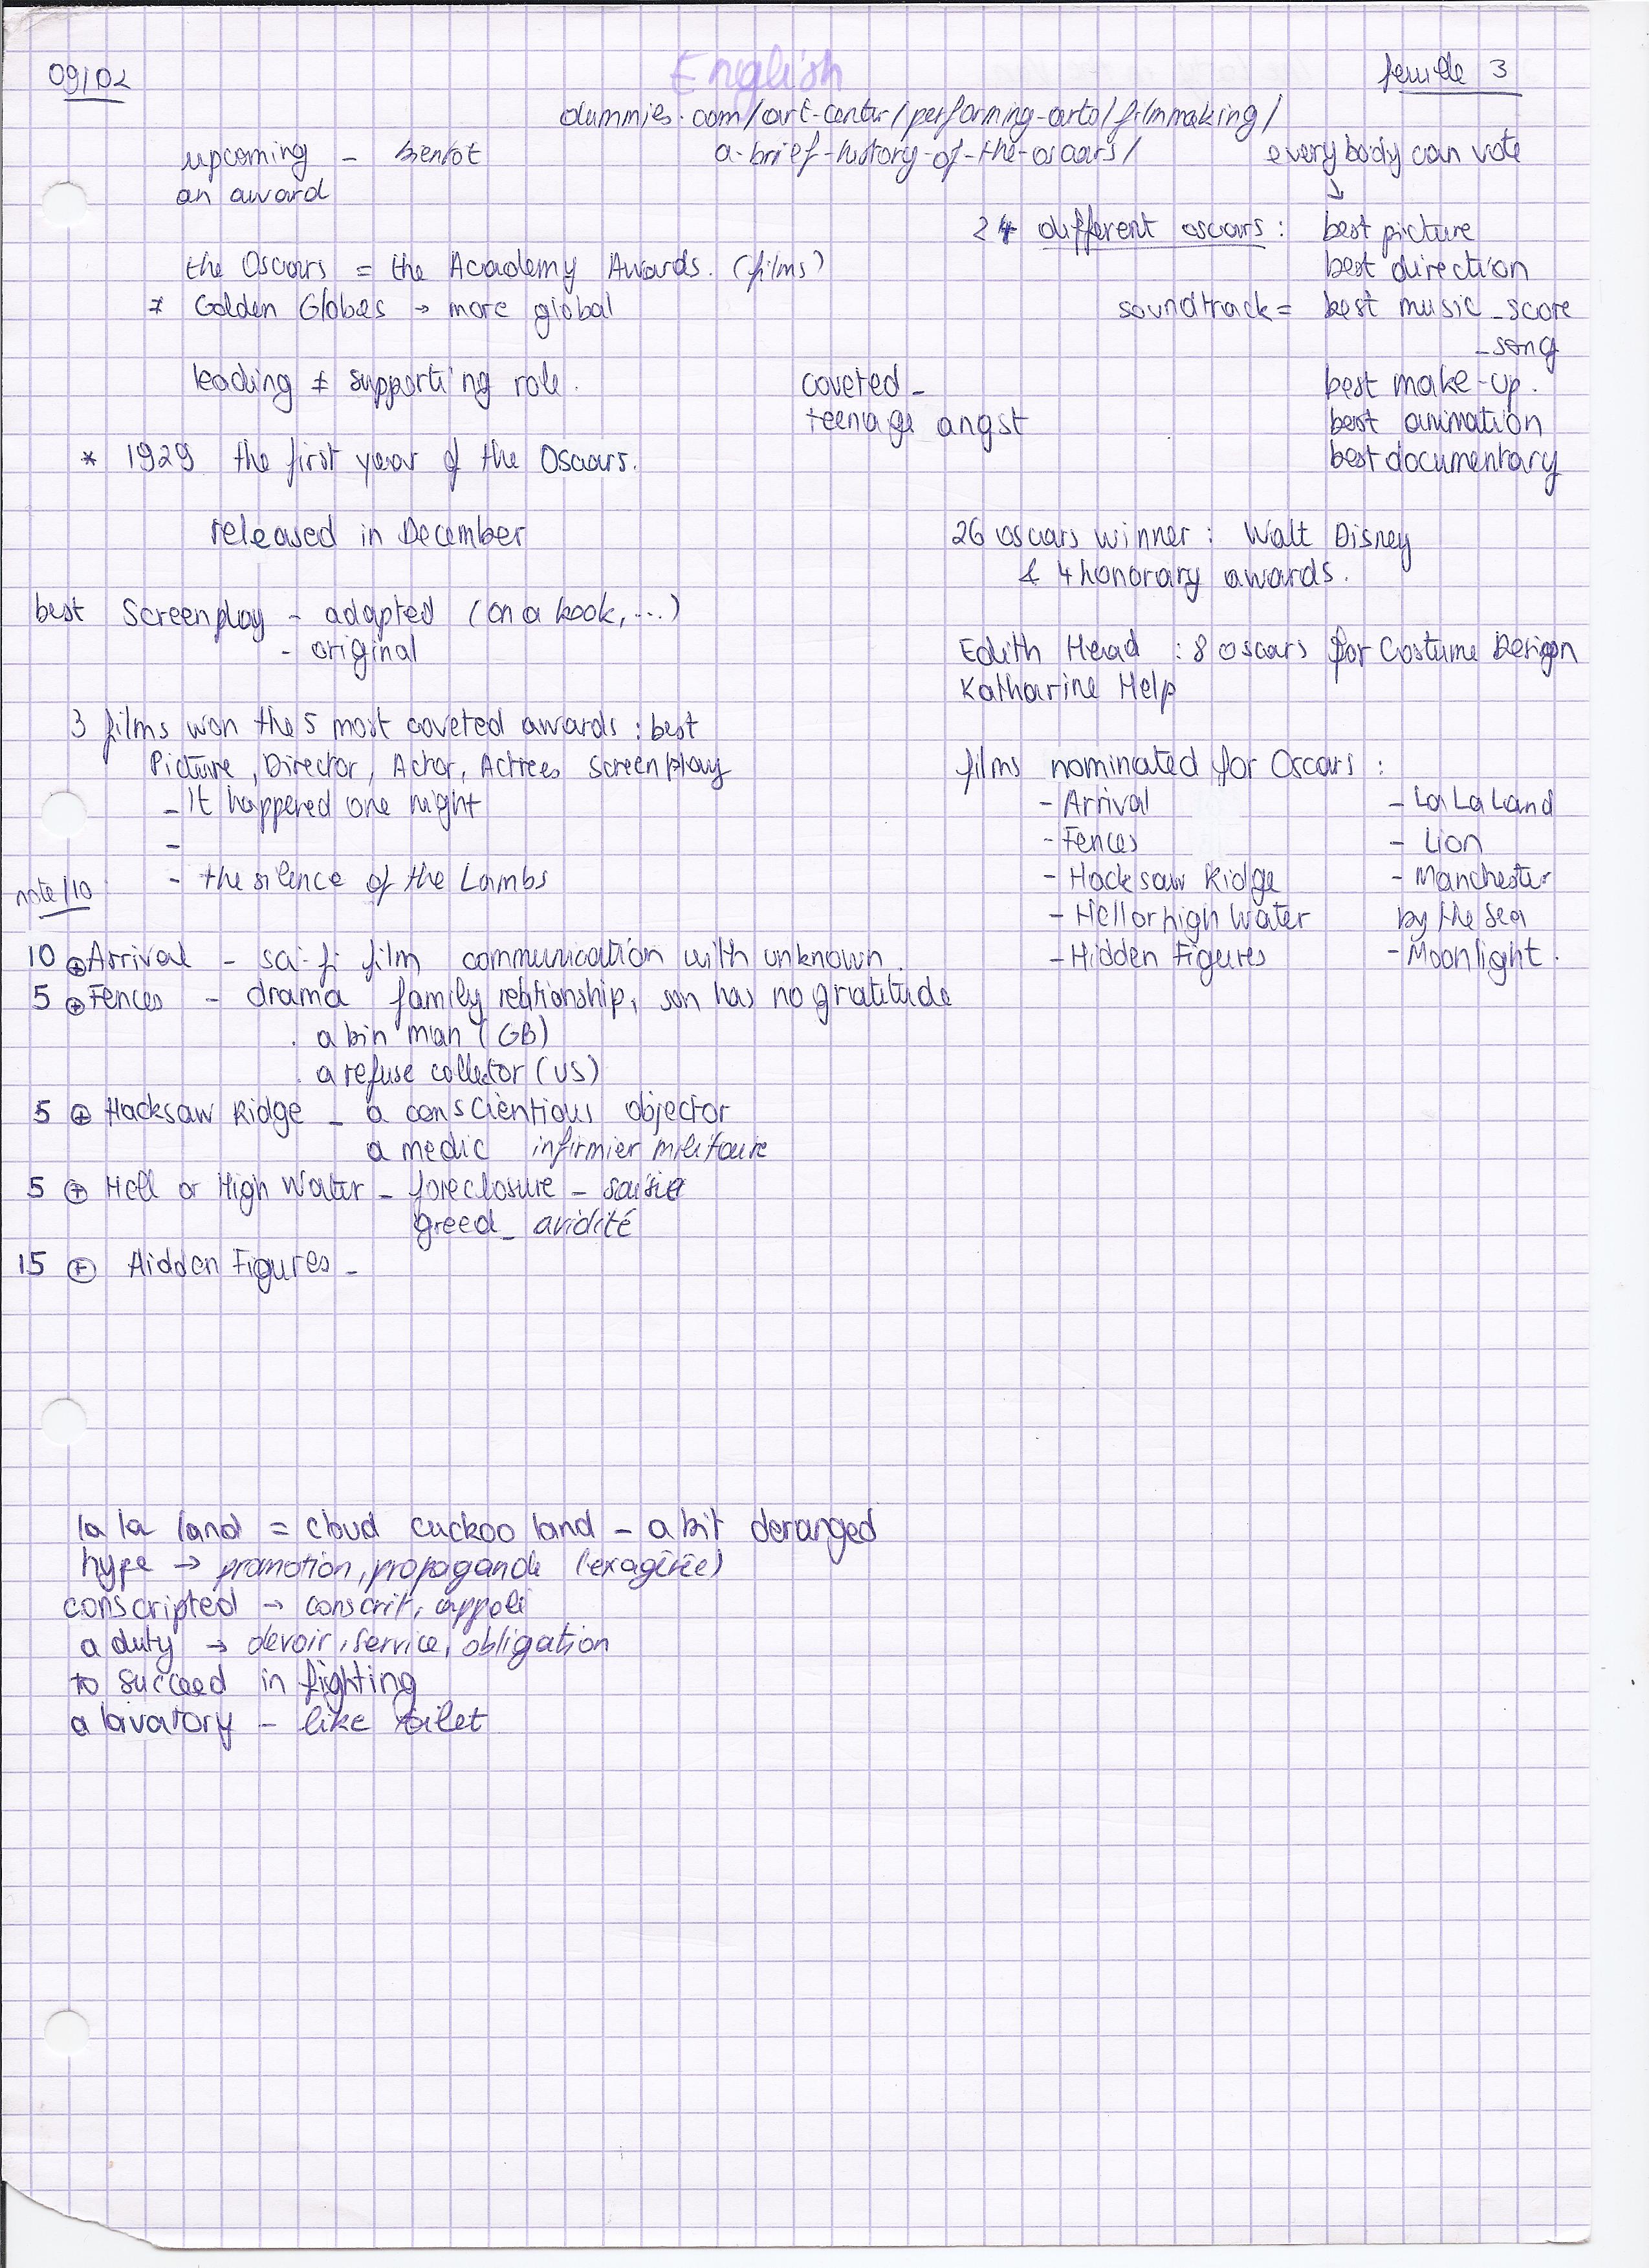 09/02
English
feuille 3
dummies.com/art-center/performing-arts/filmmaking/
a-brief-history-of-the-oscars/
upcoming - bientot
an award
everybody can vote
↓
24 different oscars : best picture
best direction
soundtrack = best music - score
- song
best make-up.
best animation
best documentary
the Oscars = the Academy Awards. (films)
≠ Golden Globes → more global
leading ≠ supporting role.
coveted -
teenage angst
* 1929 the first year of the Oscars.
released in December
26 oscars winner : Walt Disney
& 4 honorary awards.
best Screenplay - adapted (on a book, ...)
- original
Edith Head : 8 oscars for Costume Design
Katharine Help
3 films won the 5 most coveted awards : best
Picture, Director, Actor, Actrees Screenplay
- It happened one night
-
- the silence of the Lambs
films nominated for Oscars :
- Arrival
- Fences
- Hacksaw Ridge
- Hell or high Water
- Hidden Figures
- La La Land
- Lion
- Manchester
by the sea
- Moonlight.
note/10
10 ⊕ Arrival - sci-fi film communication with unknown.
5 ⊕ Fences - drama family relationship, son has no gratitude
. a bin man (GB)
. a refuse collector (US)
5 ⊕ Hacksaw Ridge - a conscientious objector
a medic infirmier militaire
5 ⊕ Hell or High Water - foreclosure - saisie
greed - avidité
15 ⊕ Hidden Figures -
la la land = cloud cuckoo land - a bit deranged
hype → promotion, propagande (exagérée)
conscripted → conscrit, appelé
a duty → devoir, service, obligation
to succeed in fighting
a lavatory - like toilet